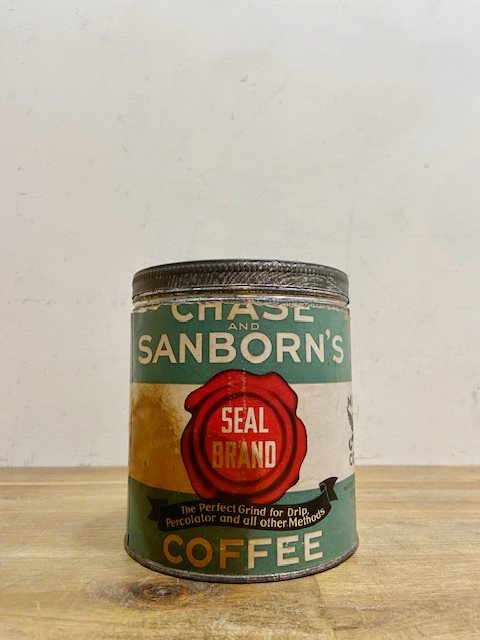 CHASE
AND
SANBORN'S
SEAL
BRAND
The Perfect Grind for Drip,
Percolator and all other Methods
COFFEE